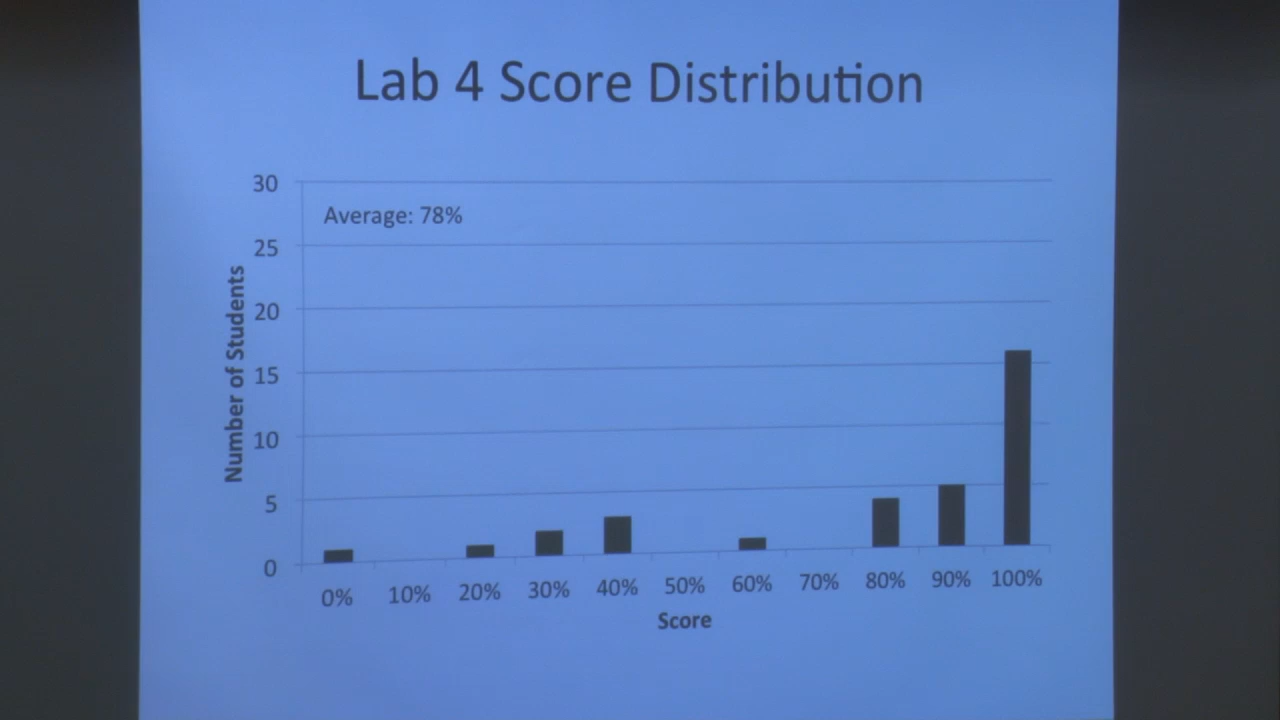 Lab 4 Score Distribution
30
Average: 78%
25
20
15
10
5
0
Number of Students
0% 10% 20% 30% 40% 50% 60% 70% 80% 90% 100%
Score